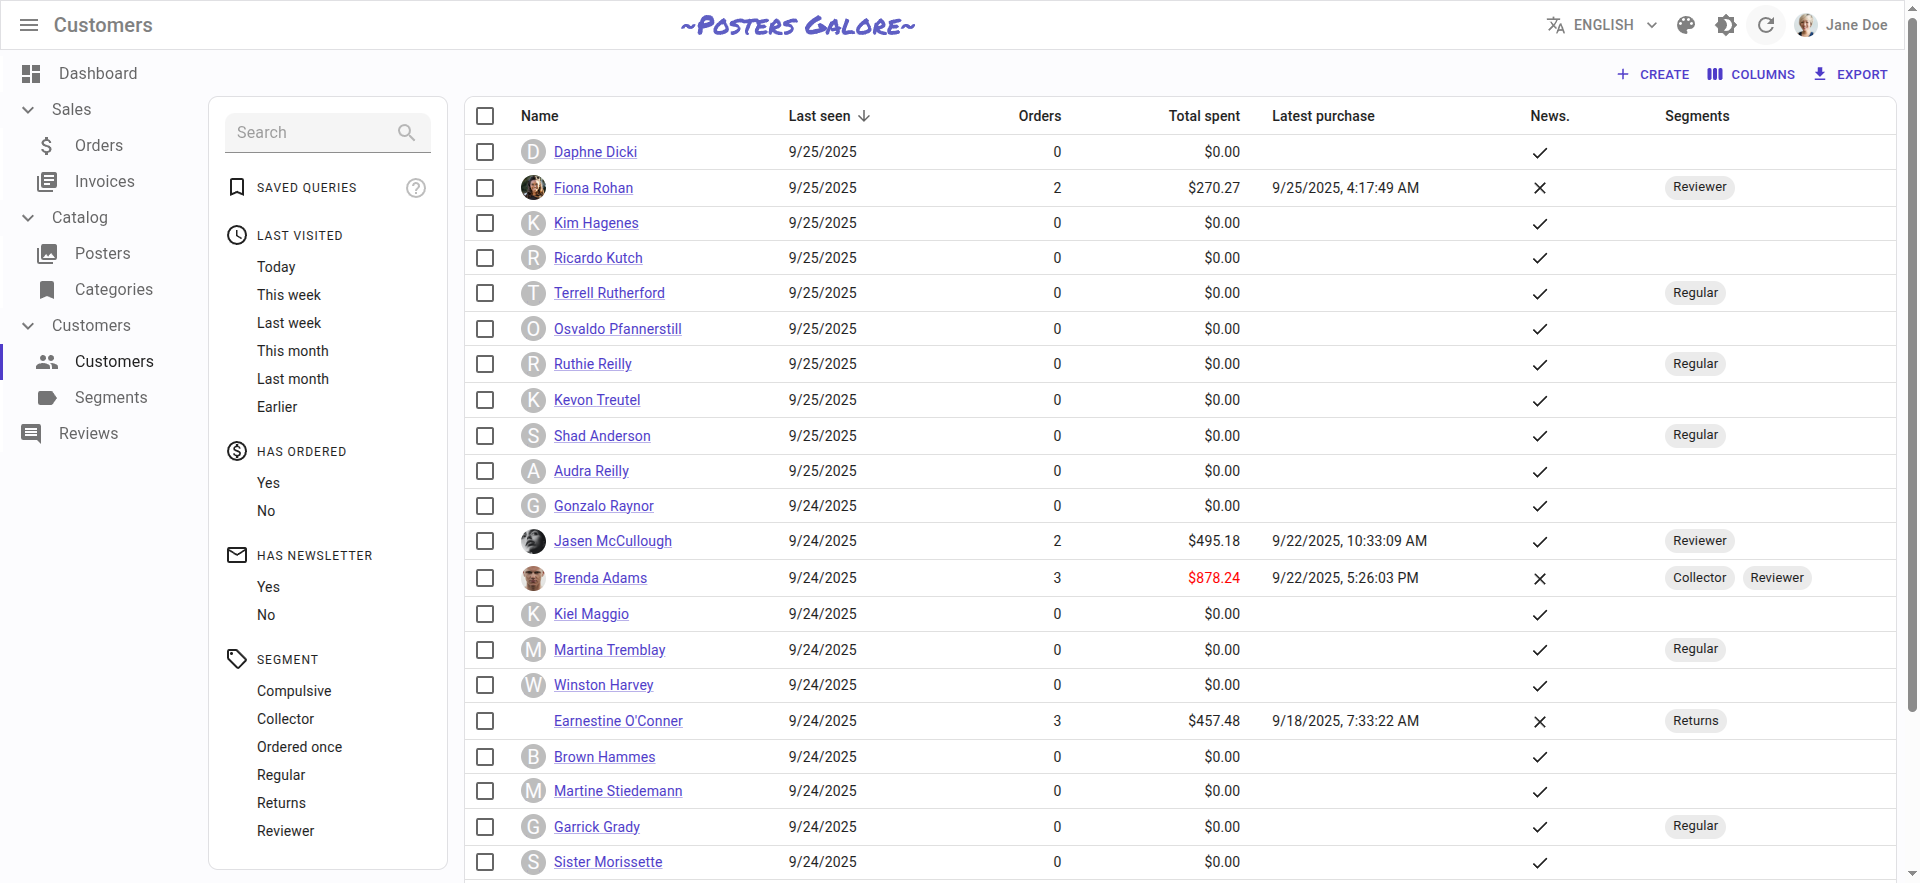 Customers
~Posters Galore~
ENGLISH
Jane Doe
Dashboard
Sales
Orders
Invoices
Catalog
Posters
Categories
Customers
Customers
Segments
Reviews
CREATE COLUMNS EXPORT
Search
SAVED QUERIES
LAST VISITED
Today
This week
Last week
This month
Last month
Earlier
HAS ORDERED
Yes
No
HAS NEWSLETTER
Yes
No
SEGMENT
Compulsive
Collector
Ordered once
Regular
Returns
Reviewer
Name Last seen Orders Total spent Latest purchase News. Segments
D Daphne Dicki 9/25/2025 0 $0.00
Fiona Rohan 9/25/2025 2 $270.27 9/25/2025, 4:17:49 AM Reviewer
K Kim Hagenes 9/25/2025 0 $0.00
R Ricardo Kutch 9/25/2025 0 $0.00
T Terrell Rutherford 9/25/2025 0 $0.00 Regular
O Osvaldo Pfannerstill 9/25/2025 0 $0.00
R Ruthie Reilly 9/25/2025 0 $0.00 Regular
K Kevon Treutel 9/25/2025 0 $0.00
S Shad Anderson 9/25/2025 0 $0.00 Regular
A Audra Reilly 9/25/2025 0 $0.00
G Gonzalo Raynor 9/24/2025 0 $0.00
Jasen McCullough 9/24/2025 2 $495.18 9/22/2025, 10:33:09 AM Reviewer
Brenda Adams 9/24/2025 3 $878.24 9/22/2025, 5:26:03 PM Collector Reviewer
K Kiel Maggio 9/24/2025 0 $0.00
M Martina Tremblay 9/24/2025 0 $0.00 Regular
W Winston Harvey 9/24/2025 0 $0.00
Earnestine O'Conner 9/24/2025 3 $457.48 9/18/2025, 7:33:22 AM Returns
B Brown Hammes 9/24/2025 0 $0.00
M Martine Stiedemann 9/24/2025 0 $0.00
G Garrick Grady 9/24/2025 0 $0.00 Regular
S Sister Morissette 9/24/2025 0 $0.00